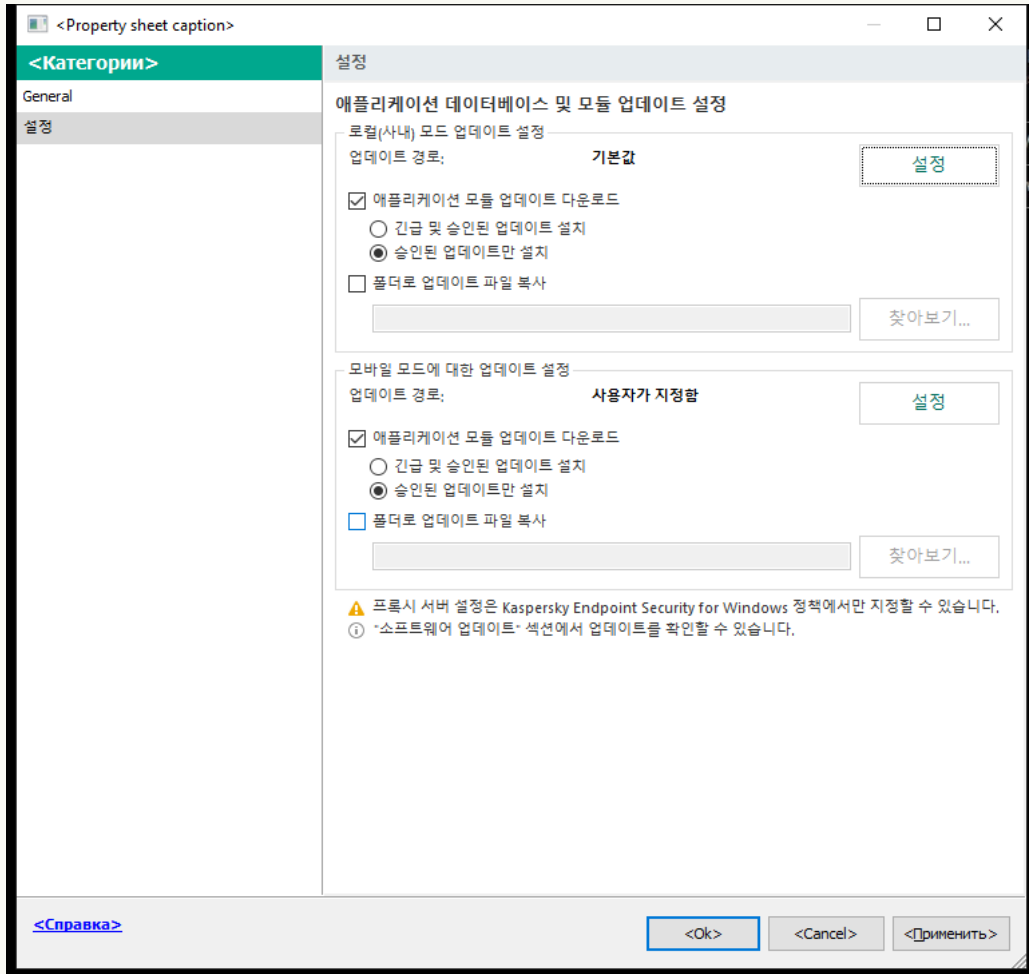 <Property sheet caption>
<Категории>
General
설정
설정
애플리케이션 데이터베이스 및 모듈 업데이트 설정
로컬(사내) 모드 업데이트 설정
업데이트 경로: 기본값 설정
애플리케이션 모듈 업데이트 다운로드
긴급 및 승인된 업데이트 설치
승인된 업데이트만 설치
폴더로 업데이트 파일 복사
찾아보기...
모바일 모드에 대한 업데이트 설정
업데이트 경로: 사용자가 지정함 설정
애플리케이션 모듈 업데이트 다운로드
긴급 및 승인된 업데이트 설치
승인된 업데이트만 설치
폴더로 업데이트 파일 복사
찾아보기...
프록시 서버 설정은 Kaspersky Endpoint Security for Windows 정책에서만 지정할 수 있습니다.
"소프트웨어 업데이트" 섹션에서 업데이트를 확인할 수 있습니다.
<Справка> <Ok> <Cancel> <Применить>